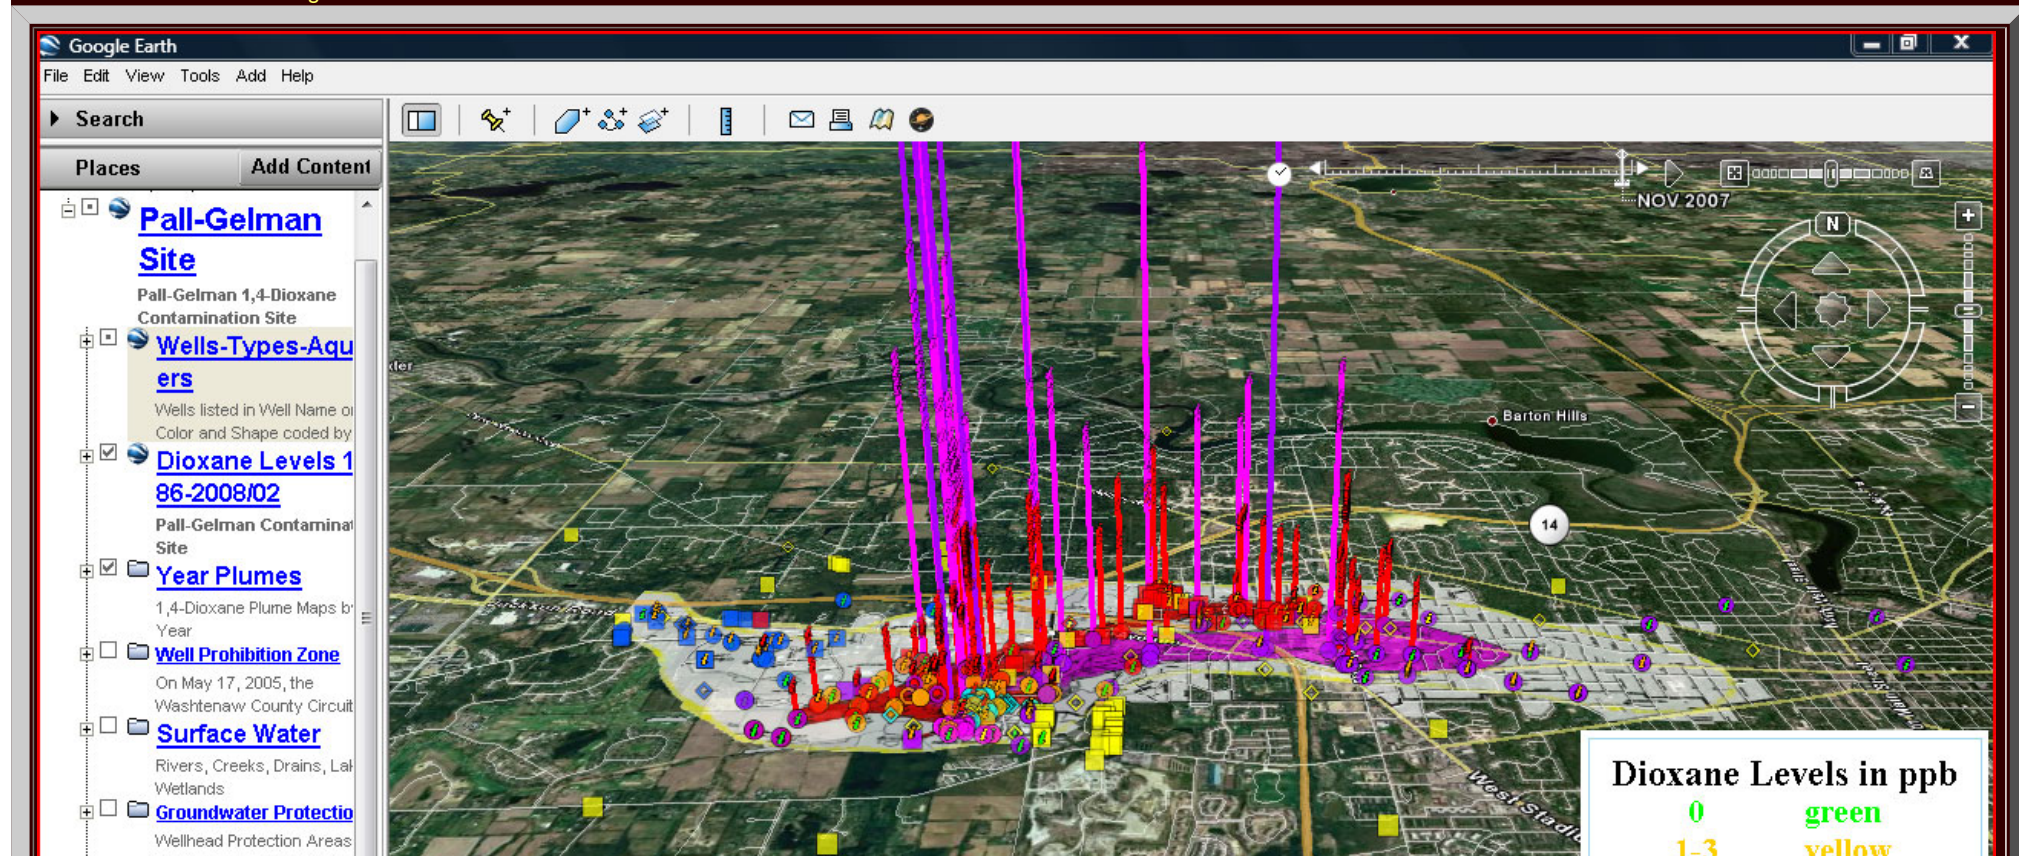 Google Earth
File Edit View Tools Add Help
Search
Places
Add Content
Pall-Gelman
Site
Pall-Gelman 1,4-Dioxane
Contamination Site
Wells-Types-Aqu
ers
Wells listed in Well Name or
Color and Shape coded by
Dioxane Levels 1
86-2008/02
Pall-Gelman Contaminat
Site
Year Plumes
1,4-Dioxane Plume Maps by
Year
Well Prohibition Zone
On May 17, 2005, the
Washtenaw County Circuit
Surface Water
Rivers, Creeks, Drains, Lak
Wetlands
Groundwater Protectio
Wellhead Protection Areas
NOV 2007
N
Barton Hills
14
West Stadi
Dioxane Levels in ppb
0 green
1-3 yellow